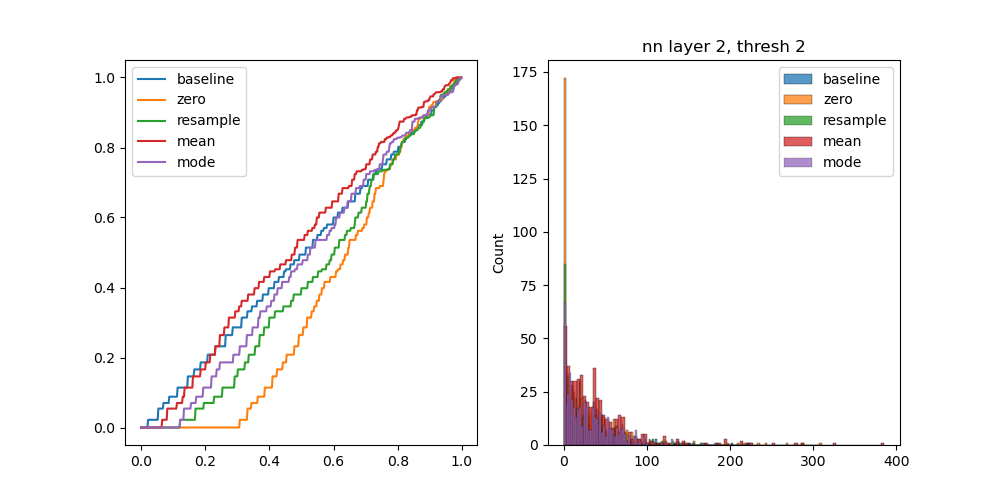 baseline
zero
resample
mean
mode
1.0
0.8
0.6
0.4
0.2
0.0
0.0 0.2 0.4 0.6 0.8 1.0
nn layer 2, thresh 2
baseline
zero
resample
mean
mode
Count
175
150
125
100
75
50
25
0
0 100 200 300 400